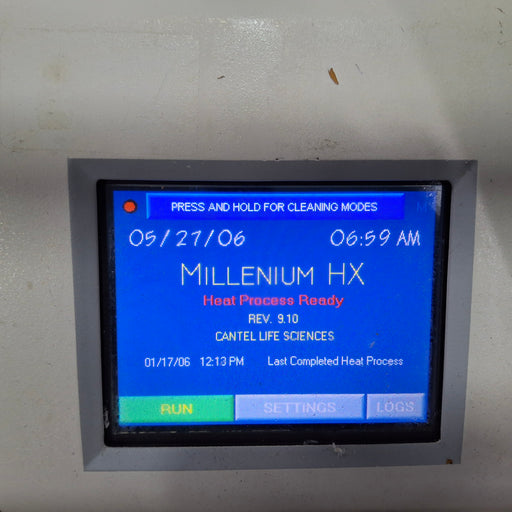 PRESS AND HOLD FOR CLEANING MODES
05/27/06 06:59 AM
MILLENIUM HX
Heat Process Ready
REV. 9.10
CANTEL LIFE SCIENCES
01/17/06 12:13 PM Last Completed Heat Process
RUN SETTINGS LOGS